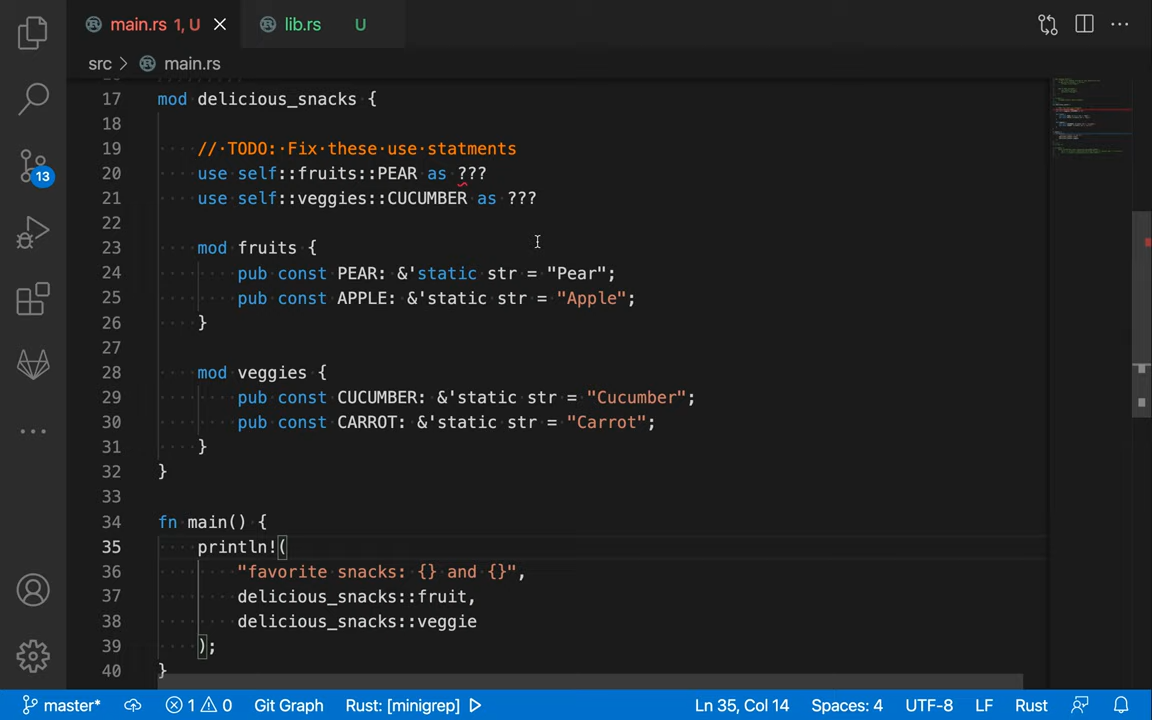 main.rs 1, U
lib.rs U
src > main.rs
17 mod delicious_snacks {
18
19 // TODO: Fix these use statments
20 use self::fruits::PEAR as ???
21 use self::veggies::CUCUMBER as ???
22
23 mod fruits {
24 pub const PEAR: &'static str = "Pear";
25 pub const APPLE: &'static str = "Apple";
26 }
27
28 mod veggies {
29 pub const CUCUMBER: &'static str = "Cucumber";
30 pub const CARROT: &'static str = "Carrot";
31 }
32 }
33
34 fn main() {
35 println!(
36 "favorite snacks: {} and {}",
37 delicious_snacks::fruit,
38 delicious_snacks::veggie
39 );
40 }
13
master* 1 0 Git Graph Rust: [minigrep] Ln 35, Col 14 Spaces: 4 UTF-8 LF Rust